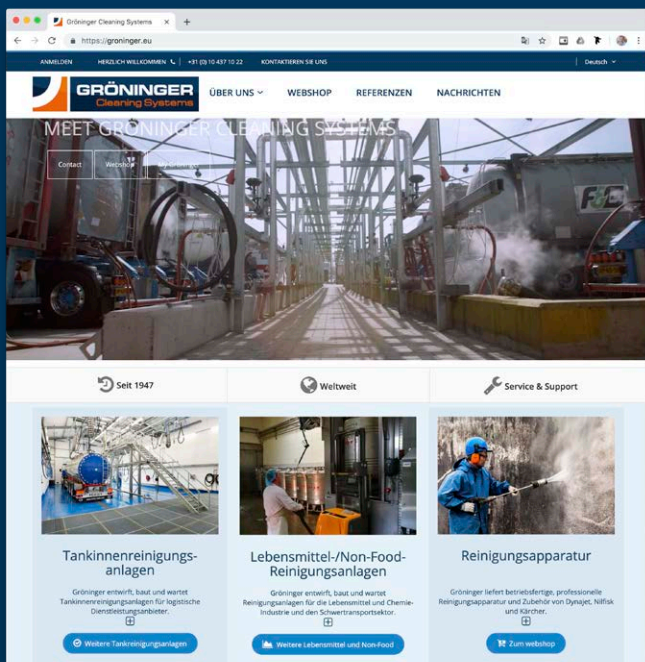 Gröninger Cleaning Systems
https://groninger.eu
ANMELDEN HERZLICH WILLKOMMEN +31 (0) 10 437 10 22 KONTAKTIEREN SIE UNS Deutsch
GRÖNINGER
Cleaning Systems
ÜBER UNS WEBSHOP REFERENZEN NACHRICHTEN
MEET GRÖNINGER CLEANING SYSTEMS
Contact Webshop My Gröninger
Seit 1947 Weltweit Service & Support
Tankinnenreinigungs-
anlagen
Gröninger entwirft, baut und wartet
Tankinnenreinigungsanlagen für logistische
Dienstleistungsanbieter.
Weitere Tankreinigungsanlagen
Lebensmittel-/Non-Food-
Reinigungsanlagen
Gröninger entwirft, baut und wartet
Reinigungsanlagen für die Lebensmittel und Chemie-
Industrie und den Schwertransportsektor.
Weitere Lebensmittel und Non-Food
Reinigungsapparatur
Gröninger liefert betriebsfertige, professionelle
Reinigungsapparatur und Zubehör von Dynajet, Nilfisk
und Kärcher.
Zum webshop